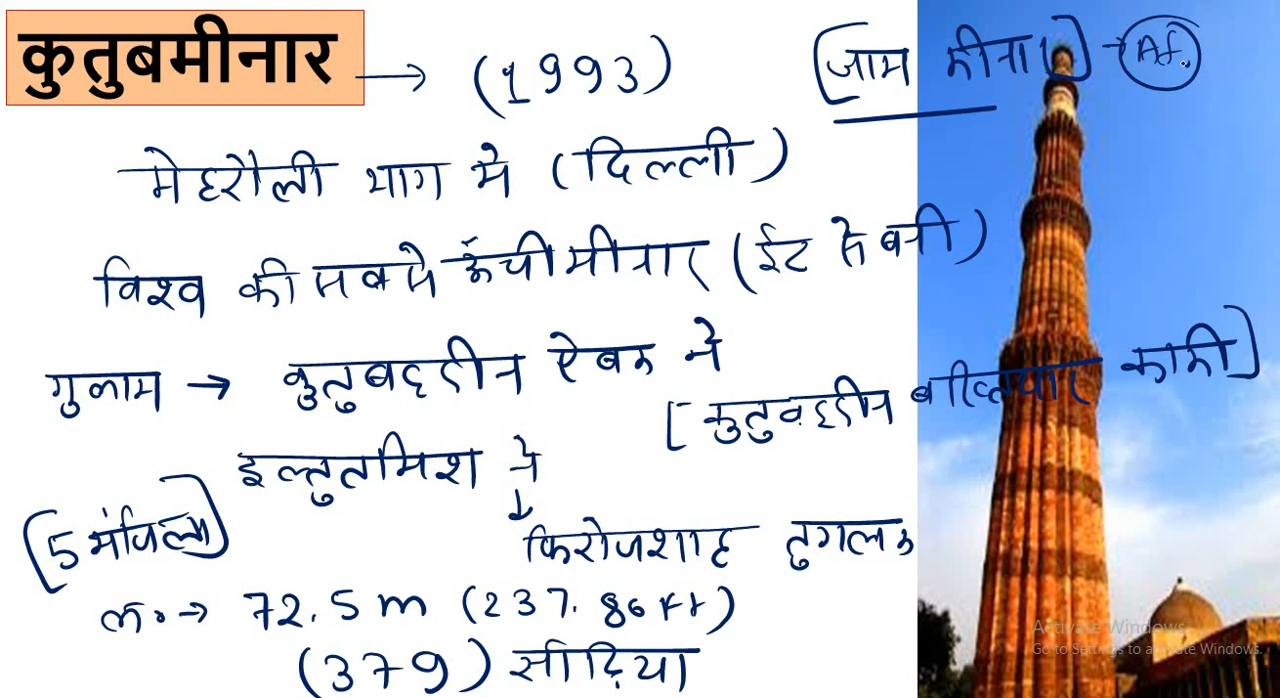 कुतुबमीनार → (1993) [जाम मीनार] → Af.
मेहरौली भाग मे (दिल्ली)
विश्व की सबसे ऊँची मीनार (ईट से बनी)
गुलाम → कुतुबद्दीन ऐबक ने
[कुतुबद्दीन बख्तियार काकी]
इल्तुतमिश ने
↓
[5 मंजिला] फिरोजशाह तुगलक
ल० → 72.5 m (237.86 ft)
(379) सीढ़िया
Activate Windows
Go to Settings to activate Windows.